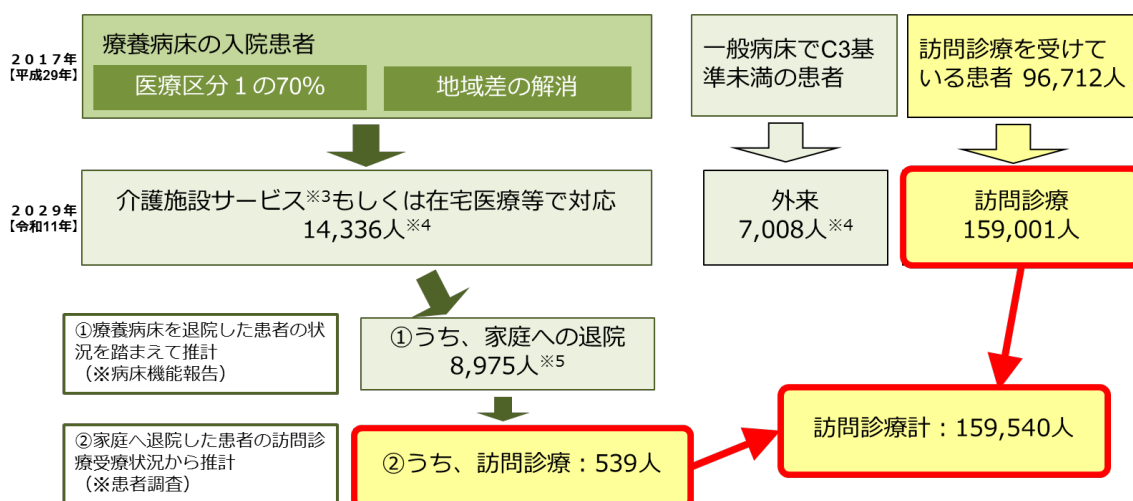 ２０１７年
【平成29年】
療養病床の入院患者
医療区分１の70%
地域差の解消
一般病床でC3基
準未満の患者
訪問診療を受けて
いる患者 96,712人
２０２９年
【令和11年】
介護施設サービス※3もしくは在宅医療等で対応
14,336人※4
外来
7,008人※4
訪問診療
159,001人
①療養病床を退院した患者の状
況を踏まえて推計
（※病床機能報告）
①うち、家庭への退院
8,975人※5
②家庭へ退院した患者の訪問診
療受療状況から推計
（※患者調査）
②うち、訪問診療：539人
訪問診療計：159,540人